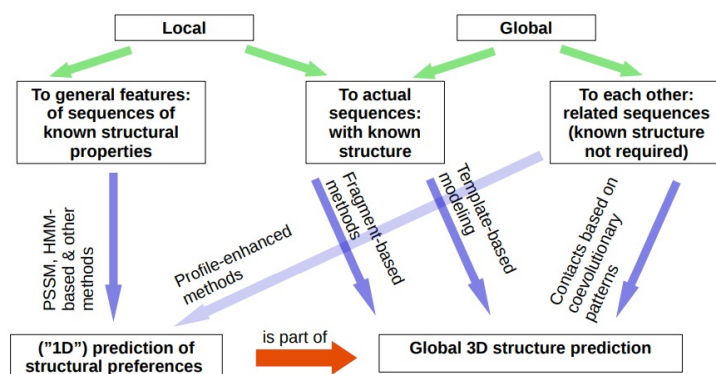 Local
Global
To general features:
of sequences of
known structural
properties
To actual
sequences:
with known
structure
To each other:
related sequences
(known structure
not required)
PSSM, HMM-
based & other
methods
Profile-enhanced
methods
Fragment-based
methods
Template-based
modeling
Contacts based on
coevolutionary
patterns
(”1D”) prediction of
structural preferences
is part of
Global 3D structure prediction